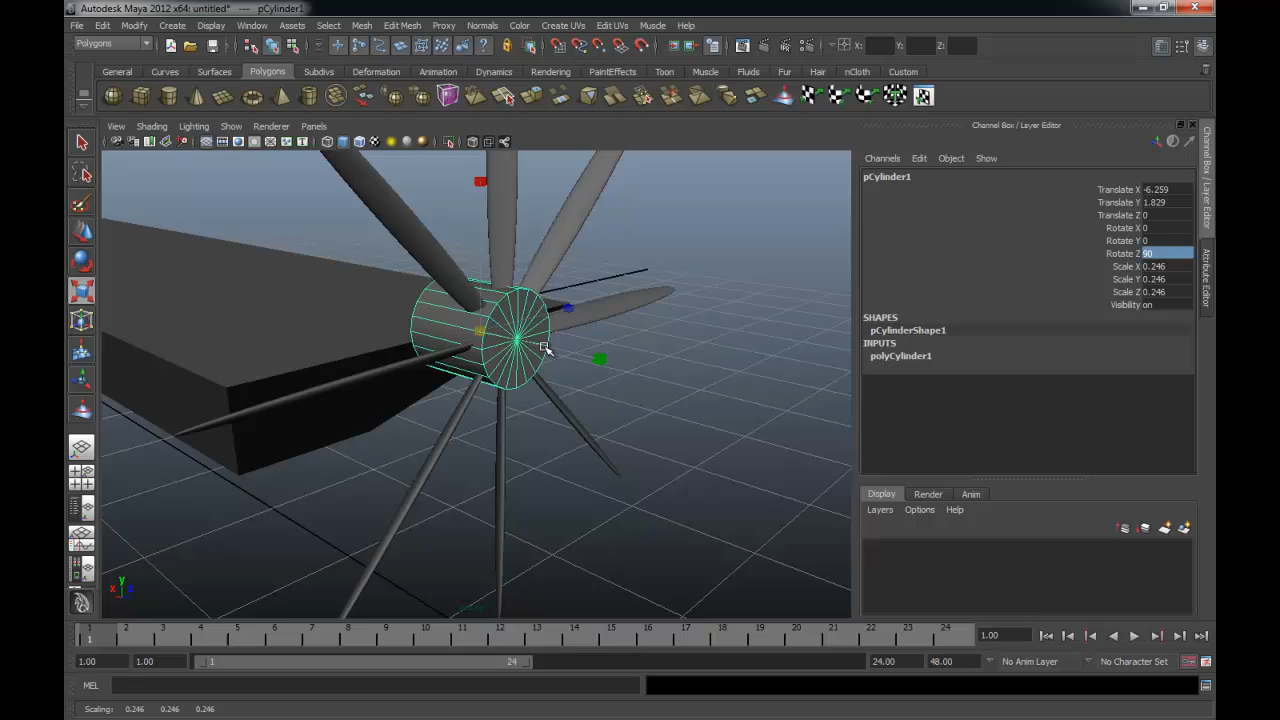 Autodesk Maya 2012 x64: untitled* --- pCylinder1
File Edit Modify Create Display Window Assets Select Mesh Edit Mesh Proxy Normals Color Create UVs Edit UVs Muscle Help
Polygons
X: Y: Z:
General Curves Surfaces Polygons Subdivs Deformation Animation Dynamics Rendering PaintEffects Toon Muscle Fluids Fur Hair nCloth Custom
View Shading Lighting Show Renderer Panels
Channel Box / Layer Editor
Channels Edit Object Show
pCylinder1
Translate X -6.259
Translate Y 1.829
Translate Z 0
Rotate X 0
Rotate Y 0
Rotate Z 90
Scale X 0.246
Scale Y 0.246
Scale Z 0.246
Visibility on
SHAPES
pCylinderShape1
INPUTS
polyCylinder1
Channel Box / Layer Editor
Attribute Editor
Display Render Anim
Layers Options Help
y
x z
1 2 3 4 5 6 7 8 9 10 11 12 13 14 15 16 17 18 19 20 21 22 23 24
1
1.00
1.00 1.00 1 24 24.00 48.00 No Anim Layer No Character Set
MEL
Scaling: 0.246 0.246 0.246